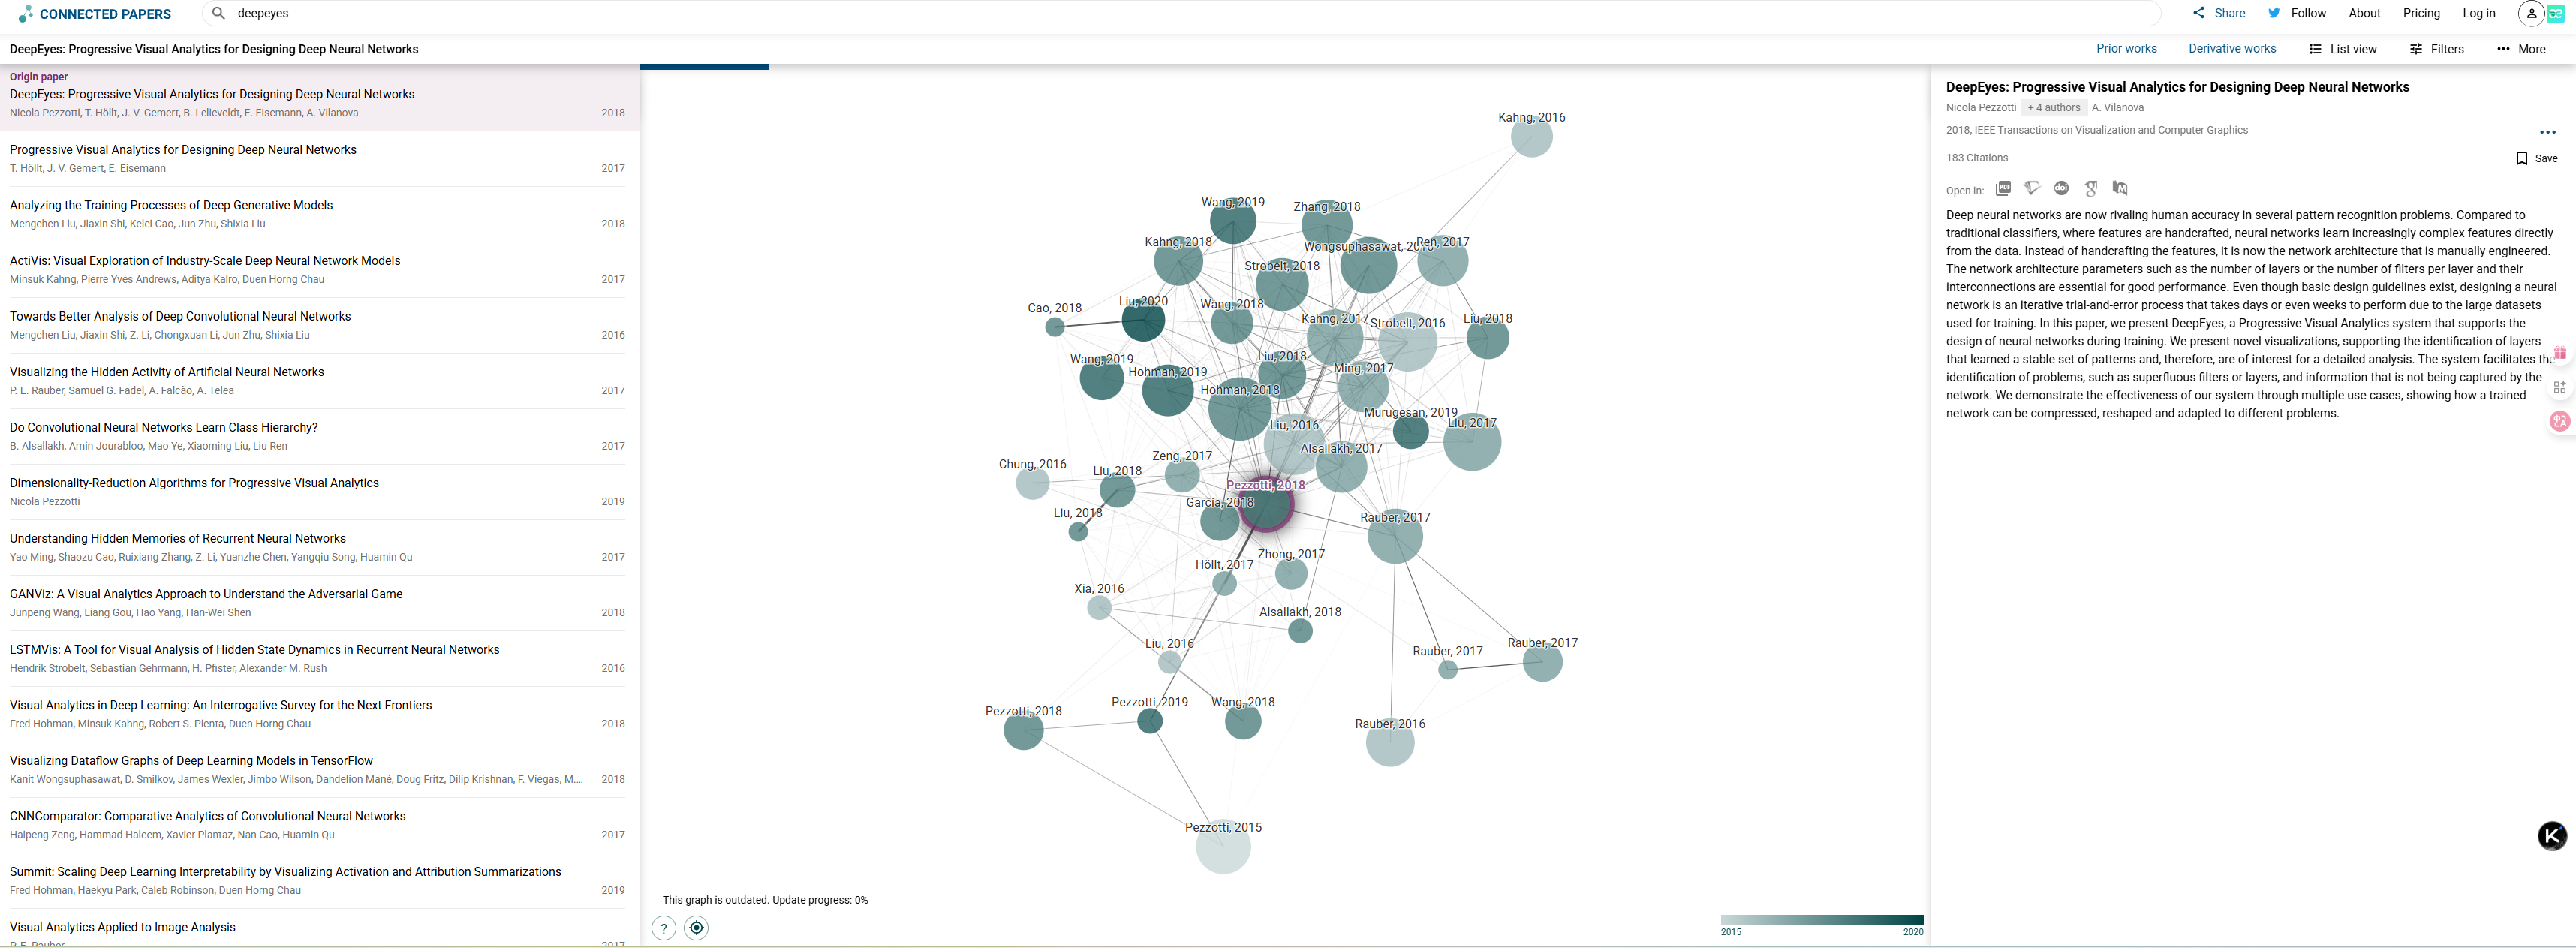 CONNECTED PAPERS
deepeyes
Share
Follow
About
Pricing
Log in
DeepEyes: Progressive Visual Analytics for Designing Deep Neural Networks
Prior works
Derivative works
List view
Filters
More
Origin paper
DeepEyes: Progressive Visual Analytics for Designing Deep Neural Networks
Nicola Pezzotti, T. Höllt, J. V. Gemert, B. Lelieveldt, E. Eisemann, A. Vilanova
2018
Progressive Visual Analytics for Designing Deep Neural Networks
T. Höllt, J. V. Gemert, E. Eisemann
2017
Analyzing the Training Processes of Deep Generative Models
Mengchen Liu, Jiaxin Shi, Kelei Cao, Jun Zhu, Shixia Liu
2018
ActiVis: Visual Exploration of Industry-Scale Deep Neural Network Models
Minsuk Kahng, Pierre Yves Andrews, Aditya Kalro, Duen Horng Chau
2017
Towards Better Analysis of Deep Convolutional Neural Networks
Mengchen Liu, Jiaxin Shi, Z. Li, Chongxuan Li, Jun Zhu, Shixia Liu
2016
Visualizing the Hidden Activity of Artificial Neural Networks
P. E. Rauber, Samuel G. Fadel, A. Falcão, A. Telea
2017
Do Convolutional Neural Networks Learn Class Hierarchy?
B. Alsallakh, Amin Jourabloo, Mao Ye, Xiaoming Liu, Liu Ren
2017
Dimensionality-Reduction Algorithms for Progressive Visual Analytics
Nicola Pezzotti
2019
Understanding Hidden Memories of Recurrent Neural Networks
Yao Ming, Shaozu Cao, Ruixiang Zhang, Z. Li, Yuanzhe Chen, Yangqiu Song, Huamin Qu
2017
GANViz: A Visual Analytics Approach to Understand the Adversarial Game
Junpeng Wang, Liang Gou, Hao Yang, Han-Wei Shen
2018
LSTMVis: A Tool for Visual Analysis of Hidden State Dynamics in Recurrent Neural Networks
Hendrik Strobelt, Sebastian Gehrmann, H. Pfister, Alexander M. Rush
2016
Visual Analytics in Deep Learning: An Interrogative Survey for the Next Frontiers
Fred Hohman, Minsuk Kahng, Robert S. Pienta, Duen Horng Chau
2018
Visualizing Dataflow Graphs of Deep Learning Models in TensorFlow
Kanit Wongsuphasawat, D. Smilkov, James Wexler, Jimbo Wilson, Dandelion Mané, Doug Fritz, Dilip Krishnan, F. Viégas, M....
2018
CNNComparator: Comparative Analytics of Convolutional Neural Networks
Haipeng Zeng, Hammad Haleem, Xavier Plantaz, Nan Cao, Huamin Qu
2017
Summit: Scaling Deep Learning Interpretability by Visualizing Activation and Attribution Summarizations
Fred Hohman, Haekyu Park, Caleb Robinson, Duen Horng Chau
2019
Visual Analytics Applied to Image Analysis
P. E. Rauber
2017
Kahng, 2016
Wang, 2019
Zhang, 2018
Kahng, 2018
Wongsuphasawat, 2018
Ren, 2017
Strobelt, 2018
Cao, 2018
Liu, 2020
Wang, 2018
Kahng, 2017
Strobelt, 2016
Liu, 2018
Wang, 2019
Hohman, 2019
Liu, 2018
Ming, 2017
Hohman, 2018
Murugesan, 2019
Liu, 2016
Liu, 2017
Alsallakh, 2017
Chung, 2016
Liu, 2018
Zeng, 2017
Pezzotti, 2018
Garcia, 2018
Liu, 2018
Rauber, 2017
Zhong, 2017
Höllt, 2017
Xia, 2016
Alsallakh, 2018
Liu, 2016
Rauber, 2017
Rauber, 2017
Pezzotti, 2018
Pezzotti, 2019
Wang, 2018
Rauber, 2016
Pezzotti, 2015
This graph is outdated. Update progress: 0%
?
2015
2020
DeepEyes: Progressive Visual Analytics for Designing Deep Neural Networks
Nicola Pezzotti + 4 authors A. Vilanova
2018, IEEE Transactions on Visualization and Computer Graphics
183 Citations
Save
Open in: PDF doi
Deep neural networks are now rivaling human accuracy in several pattern recognition problems. Compared to
traditional classifiers, where features are handcrafted, neural networks learn increasingly complex features directly
from the data. Instead of handcrafting the features, it is now the network architecture that is manually engineered.
The network architecture parameters such as the number of layers or the number of filters per layer and their
interconnections are essential for good performance. Even though basic design guidelines exist, designing a neural
network is an iterative trial-and-error process that takes days or even weeks to perform due to the large datasets
used for training. In this paper, we present DeepEyes, a Progressive Visual Analytics system that supports the
design of neural networks during training. We present novel visualizations, supporting the identification of layers
that learned a stable set of patterns and, therefore, are of interest for a detailed analysis. The system facilitates the
identification of problems, such as superfluous filters or layers, and information that is not being captured by the
network. We demonstrate the effectiveness of our system through multiple use cases, showing how a trained
network can be compressed, reshaped and adapted to different problems.
K